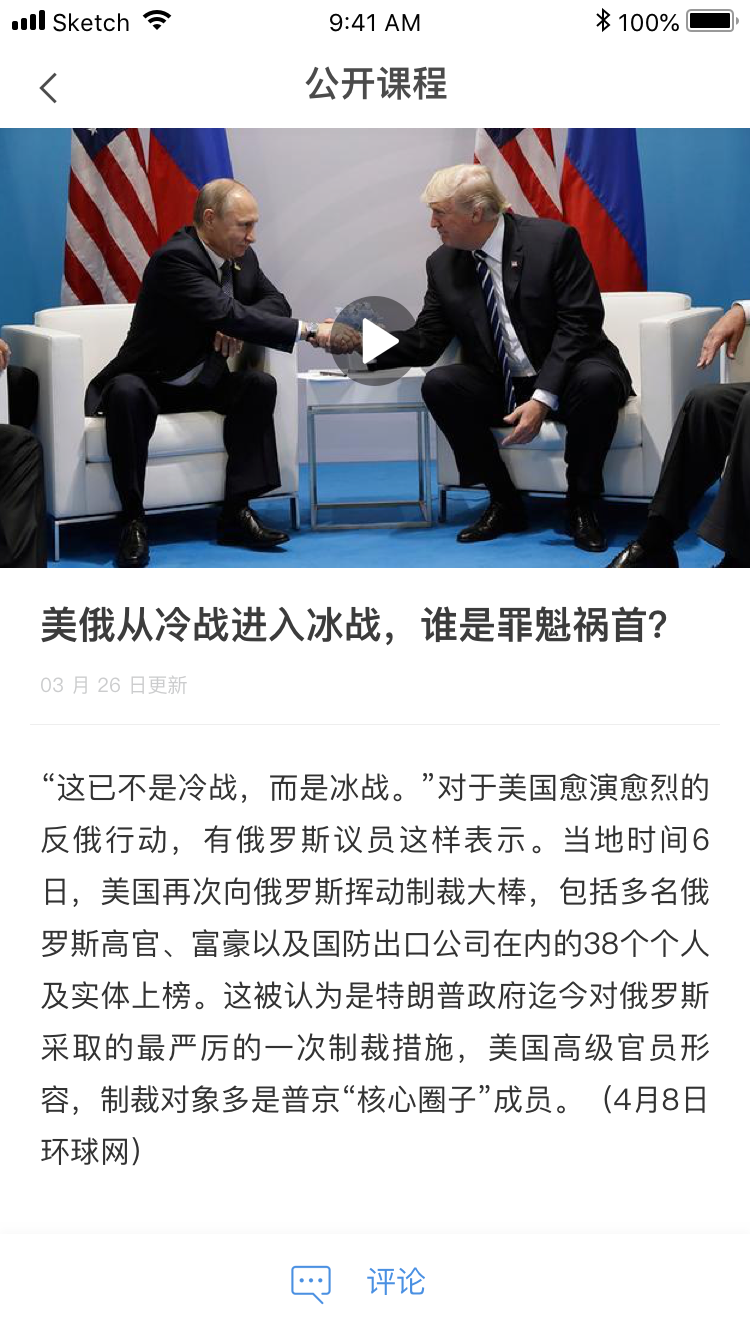 Sketch 9:41 AM 100%
公开课程
美俄从冷战进入冰战，谁是罪魁祸首?
03 月 26 日更新
“这已不是冷战，而是冰战。”对于美国愈演愈烈的
反俄行动，有俄罗斯议员这样表示。当地时间6
日，美国再次向俄罗斯挥动制裁大棒，包括多名俄
罗斯高官、富豪以及国防出口公司在内的38个个人
及实体上榜。这被认为是特朗普政府迄今对俄罗斯
采取的最严厉的一次制裁措施，美国高级官员形
容，制裁对象多是普京“核心圈子”成员。（4月8日
环球网）
评论